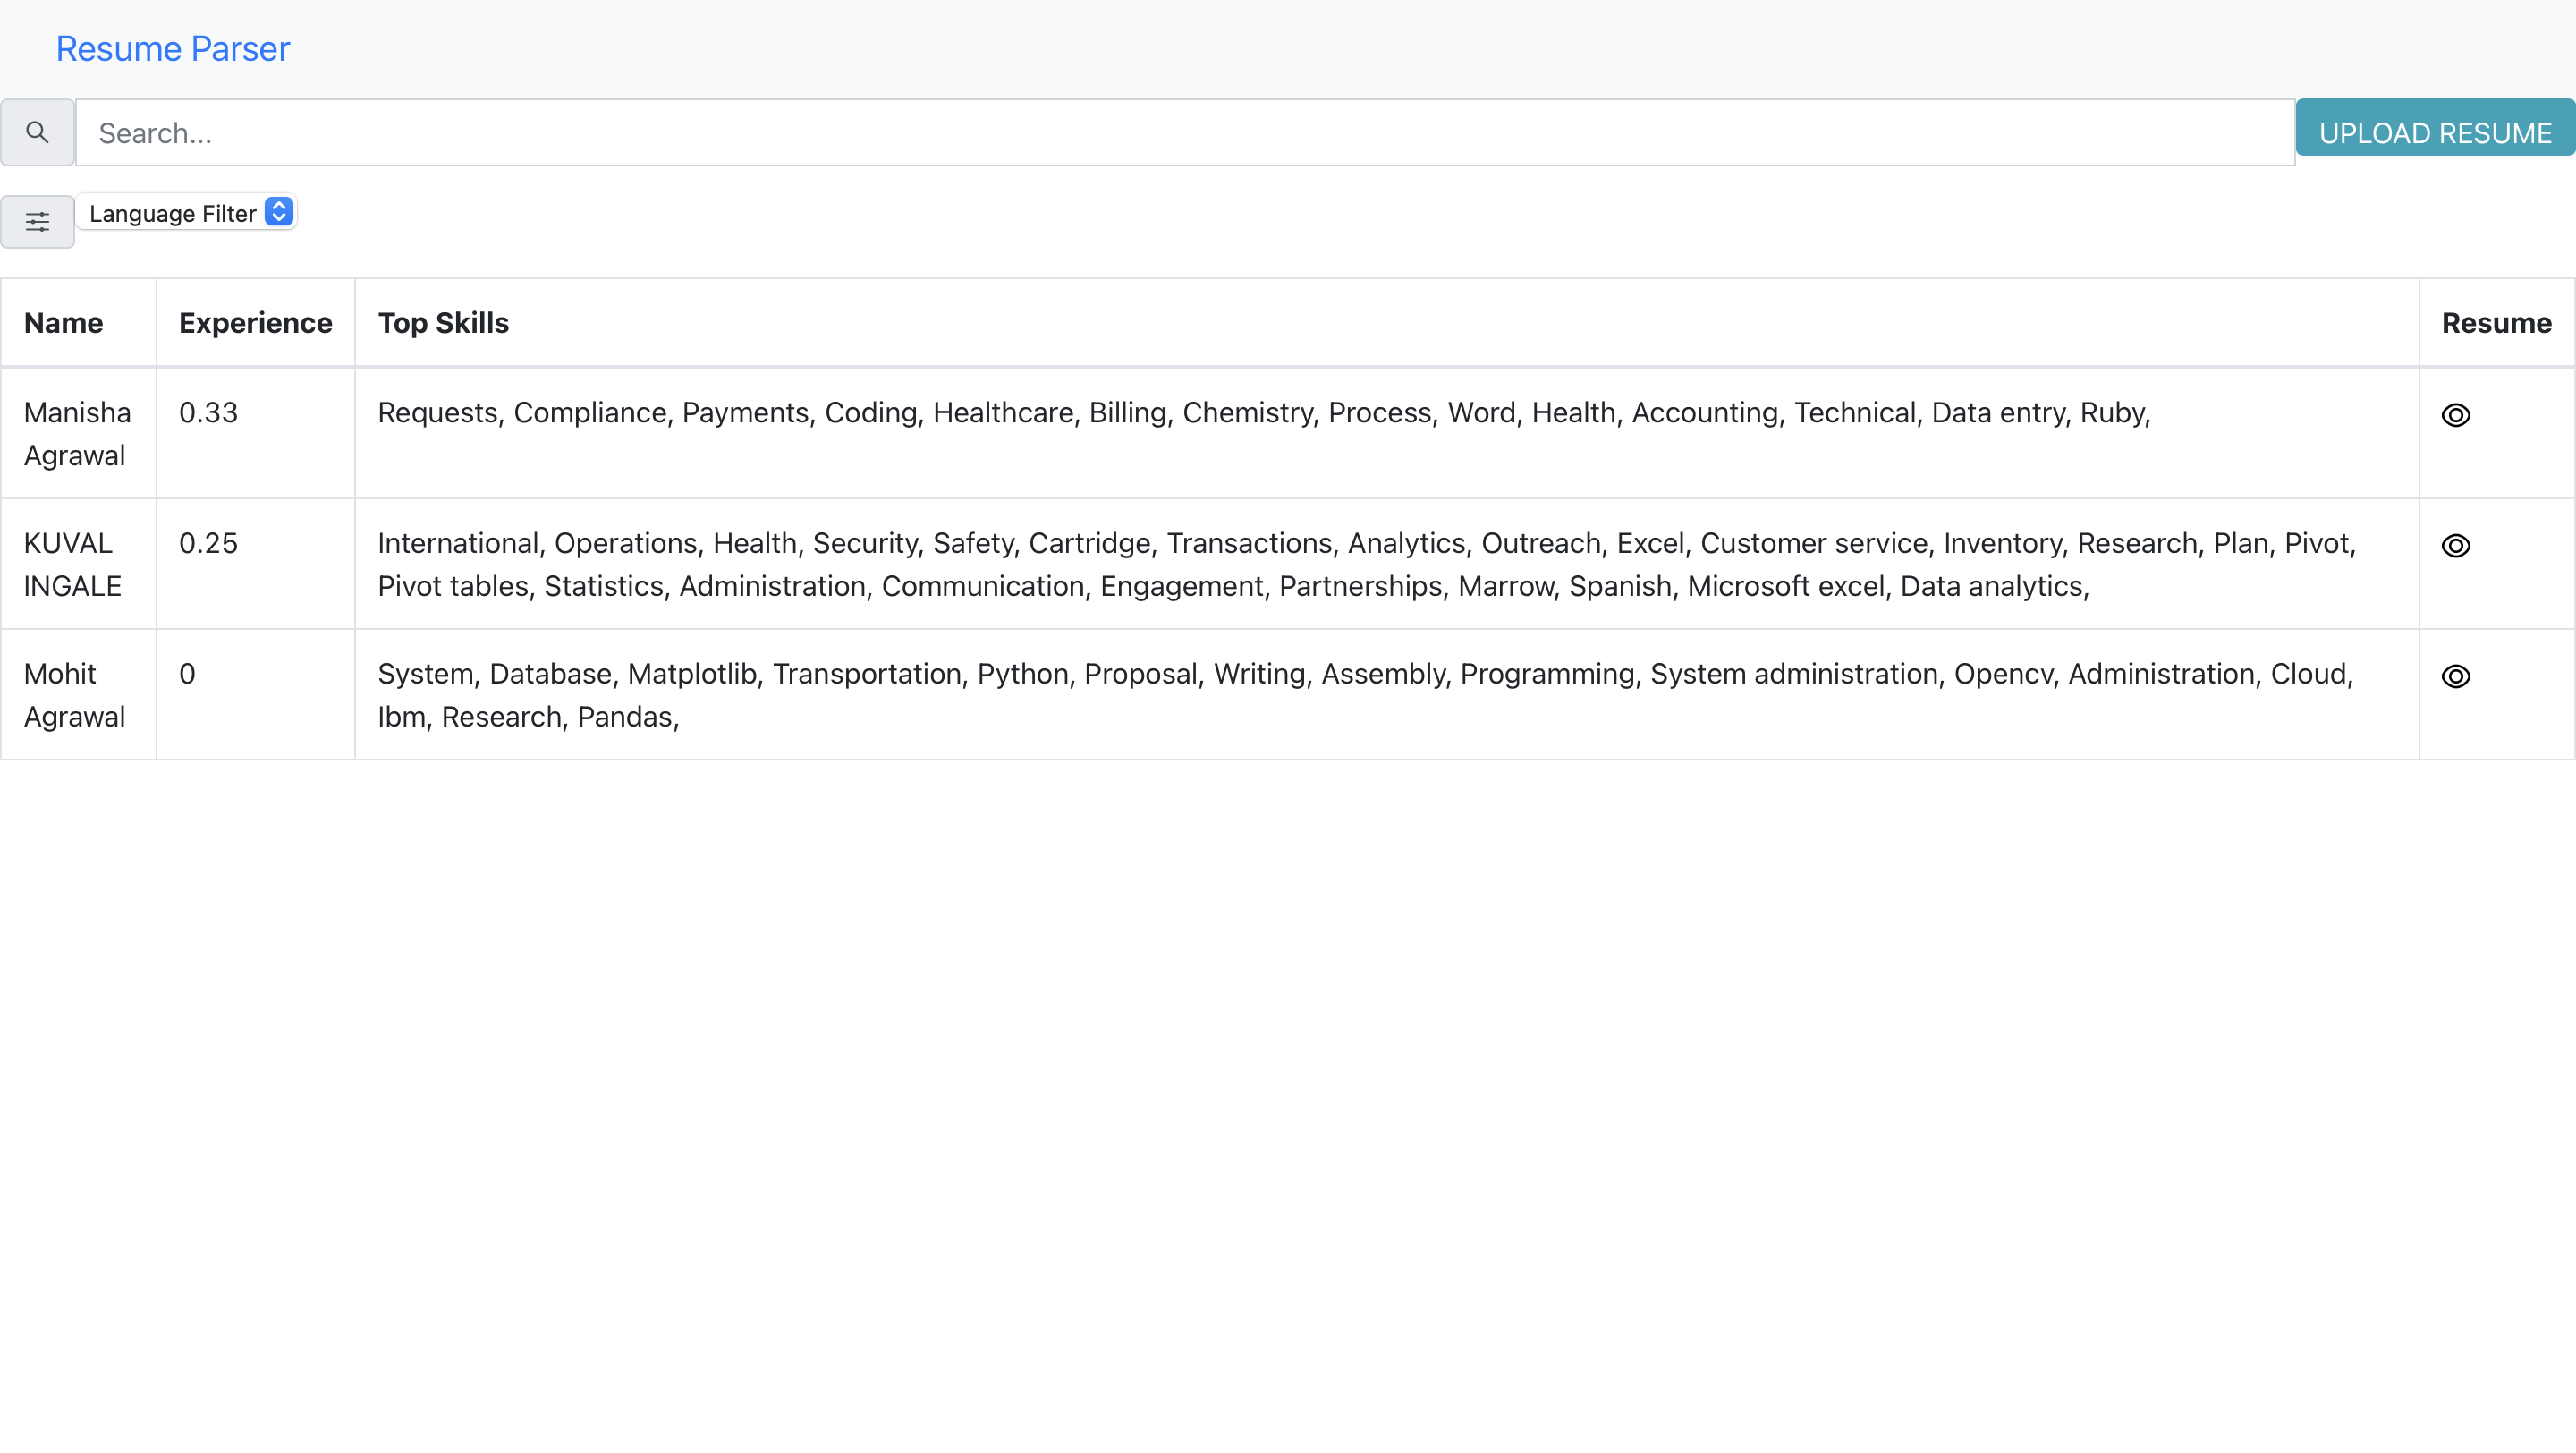 Resume Parser
Search...
UPLOAD RESUME
Language Filter
Name Experience Top Skills Resume
Manisha Agrawal 0.33 Requests, Compliance, Payments, Coding, Healthcare, Billing, Chemistry, Process, Word, Health, Accounting, Technical, Data entry, Ruby,
KUVAL INGALE 0.25 International, Operations, Health, Security, Safety, Cartridge, Transactions, Analytics, Outreach, Excel, Customer service, Inventory, Research, Plan, Pivot,
Pivot tables, Statistics, Administration, Communication, Engagement, Partnerships, Marrow, Spanish, Microsoft excel, Data analytics,
Mohit Agrawal 0 System, Database, Matplotlib, Transportation, Python, Proposal, Writing, Assembly, Programming, System administration, Opencv, Administration, Cloud,
Ibm, Research, Pandas,